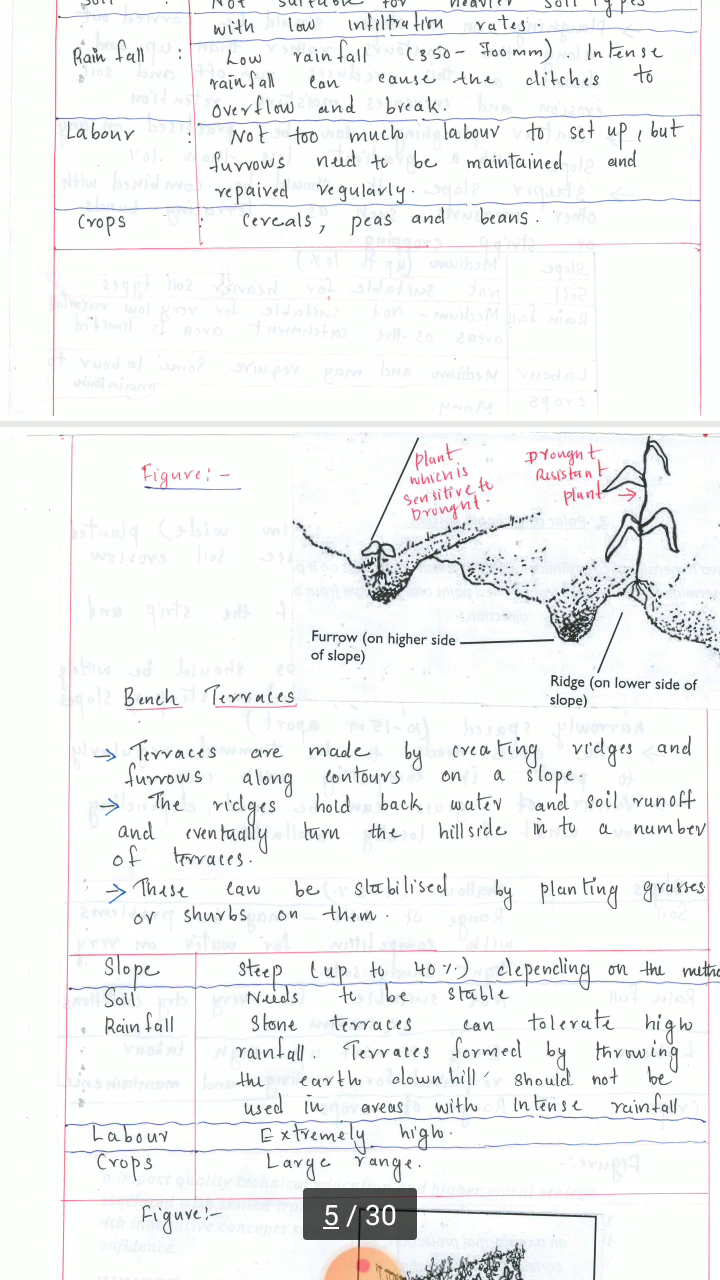 Soil : Not suitable for heavier soil types
with low infiltration rates.
Rain fall : Low rainfall (350-700mm). Intense
rainfall can cause the ditches to
overflow and break.
Labour : Not too much labour to set up, but
furrows need to be maintained and
repaired regularly.
Crops : Cereals, peas and beans.
Figure:-
Plant
which is
sensitive to
Drought.
Drought
Resistant
plant →
Furrow (on higher side
of slope)
Ridge (on lower side of
slope)
Bench Terraces
→ Terraces are made by creating ridges and
furrows along contours on a slope.
→ The ridges hold back water and soil runoff
and eventually turn the hillside in to a number
of terraces.
→ These can be stabilised by planting grasses
or shurbs on them.
Slope Steep (up to 40%) depending on the
Soil Needs to be stable
Rain fall Stone terraces can tolerate high
rainfall. Terraces formed by throwing
the earth downhill should not be
used in areas with Intense rainfall
Labour Extremely high.
Crops Large range.
Figure:-
5 / 30